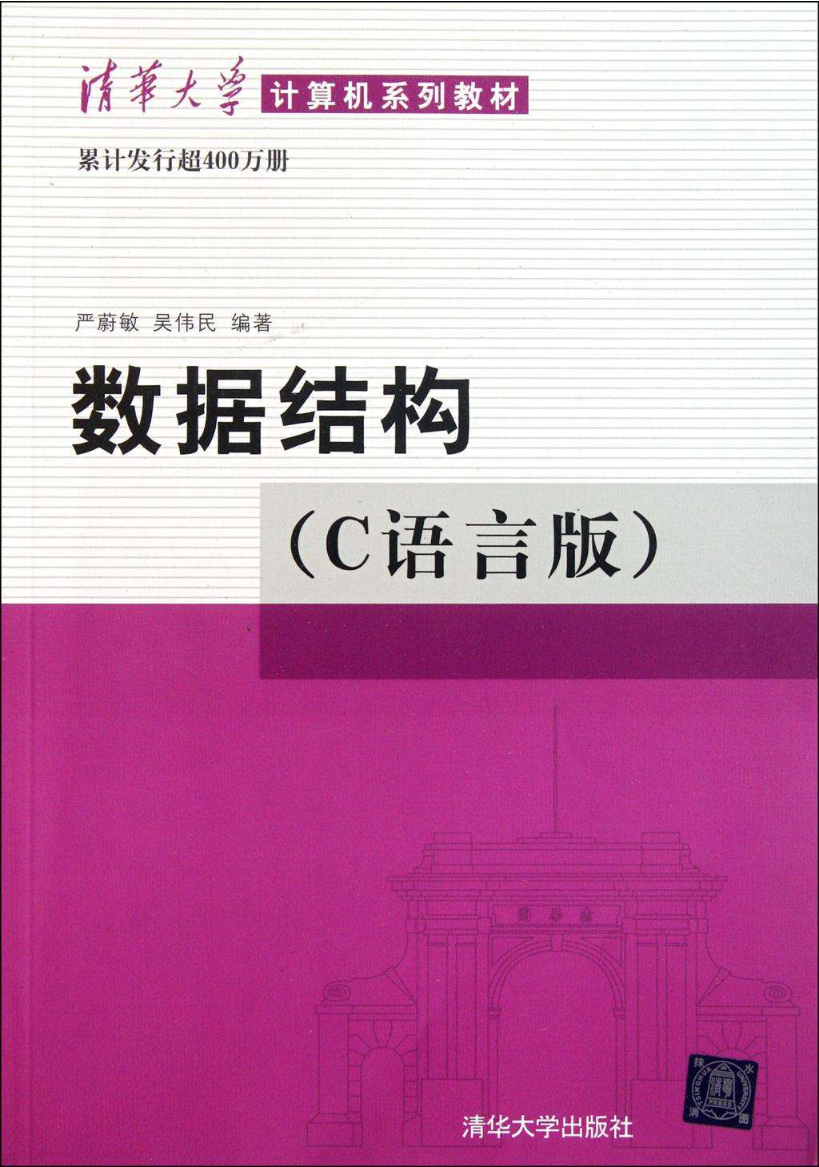 清華大学 计算机系列教材
累计发行超400万册
严蔚敏 吴伟民 编著
数据结构
（C语言版）
清华大学出版社